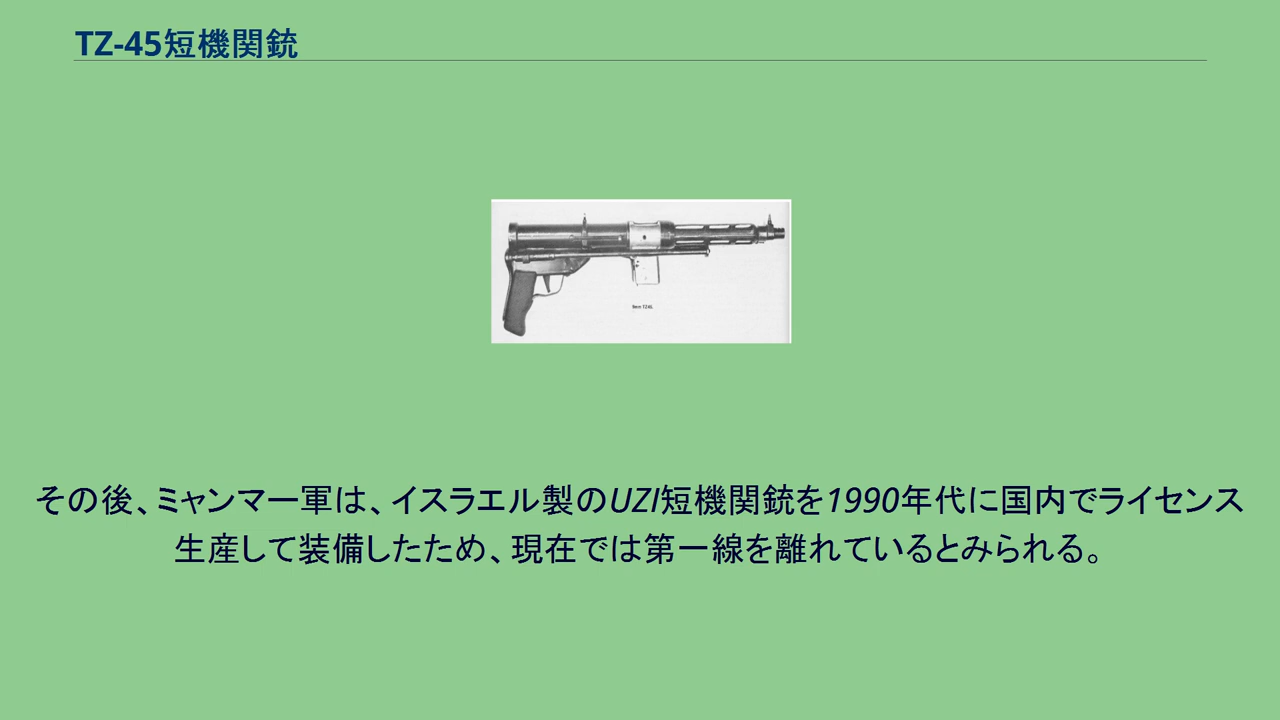 TZ-45短機関銃
その後、ミャンマー軍は、イスラエル製のUZI短機関銃を1990年代に国内でライセンス
生産して装備したため、現在では第一線を離れているとみられる。